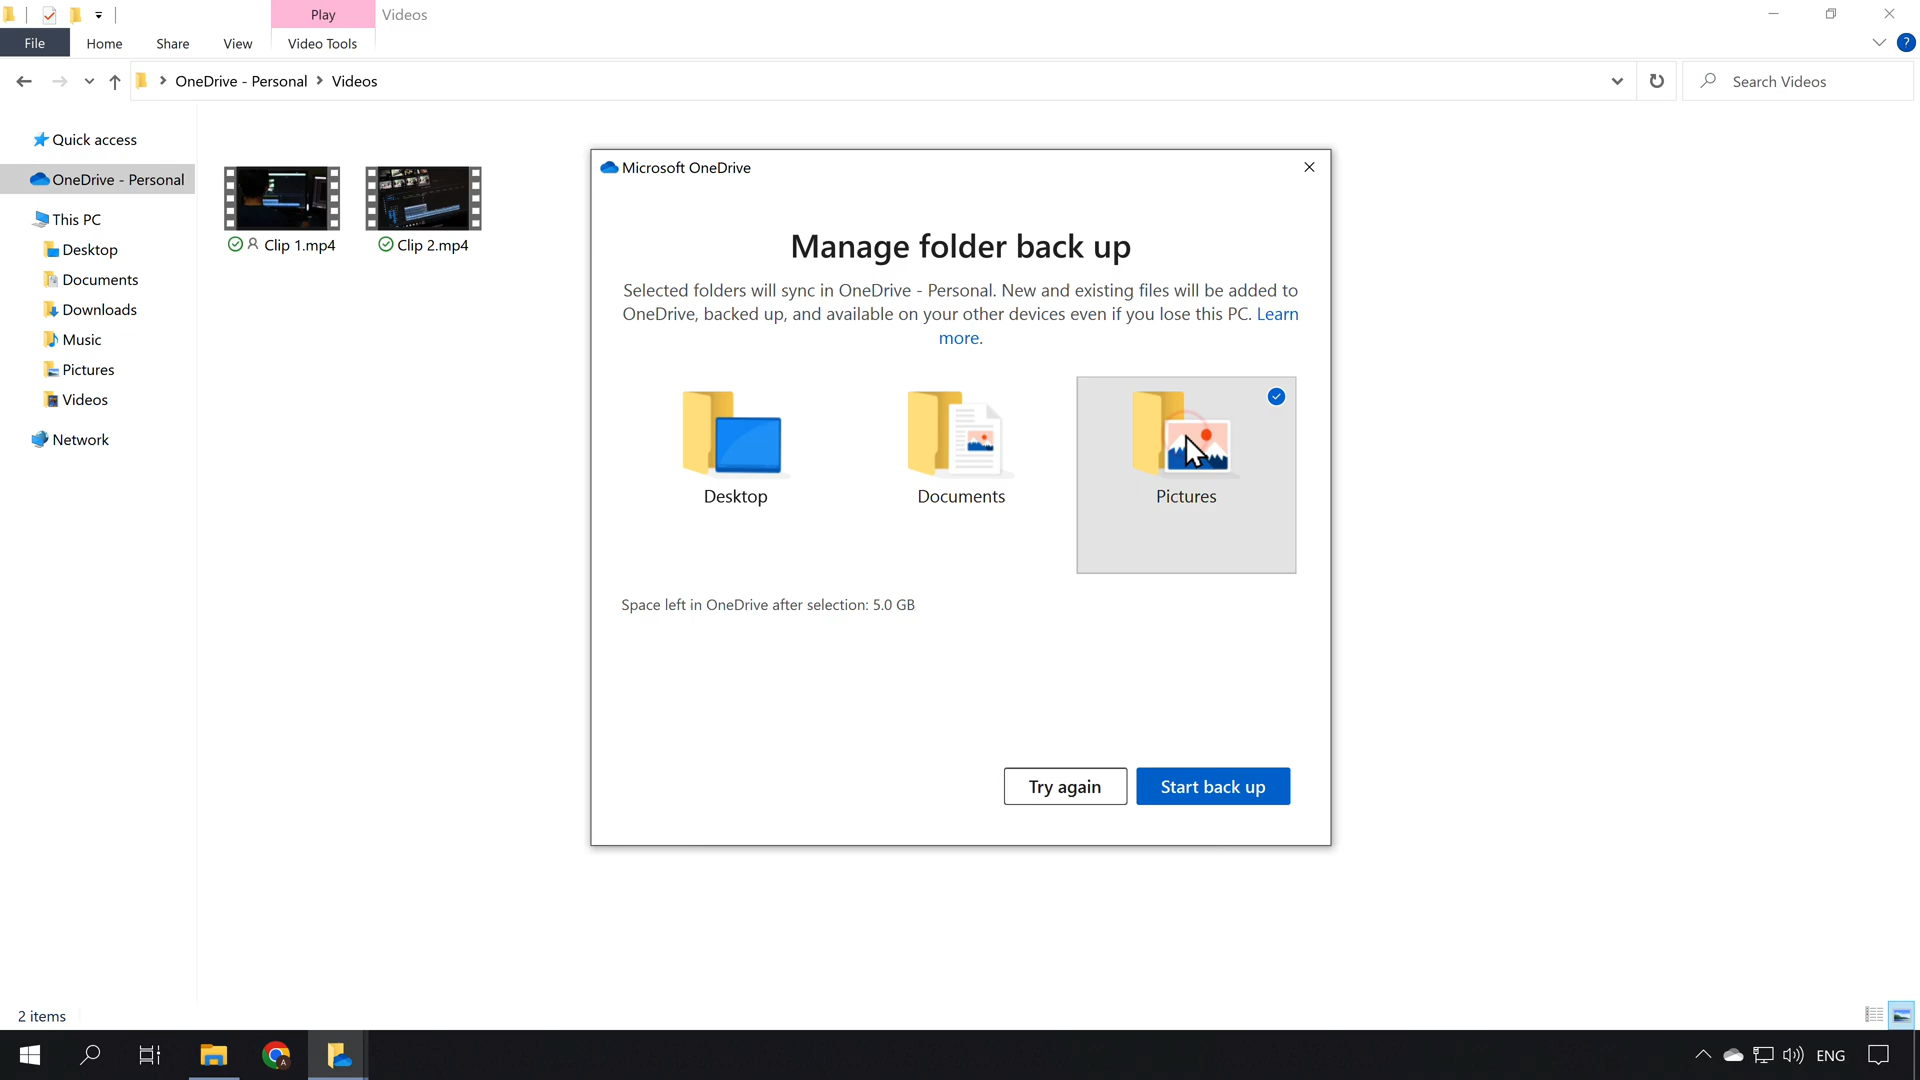 Play
Videos
File
Home
Share
View
Video Tools
?
OneDrive - Personal
Videos
Search Videos
Quick access
OneDrive - Personal
This PC
Desktop
Documents
Downloads
Music
Pictures
Videos
Network
Clip 1.mp4
Clip 2.mp4
Microsoft OneDrive
Manage folder back up
Selected folders will sync in OneDrive - Personal. New and existing files will be added to
OneDrive, backed up, and available on your other devices even if you lose this PC. Learn
more.
Desktop
Documents
Pictures
Space left in OneDrive after selection: 5.0 GB
Try again
Start back up
2 items
A
ENG